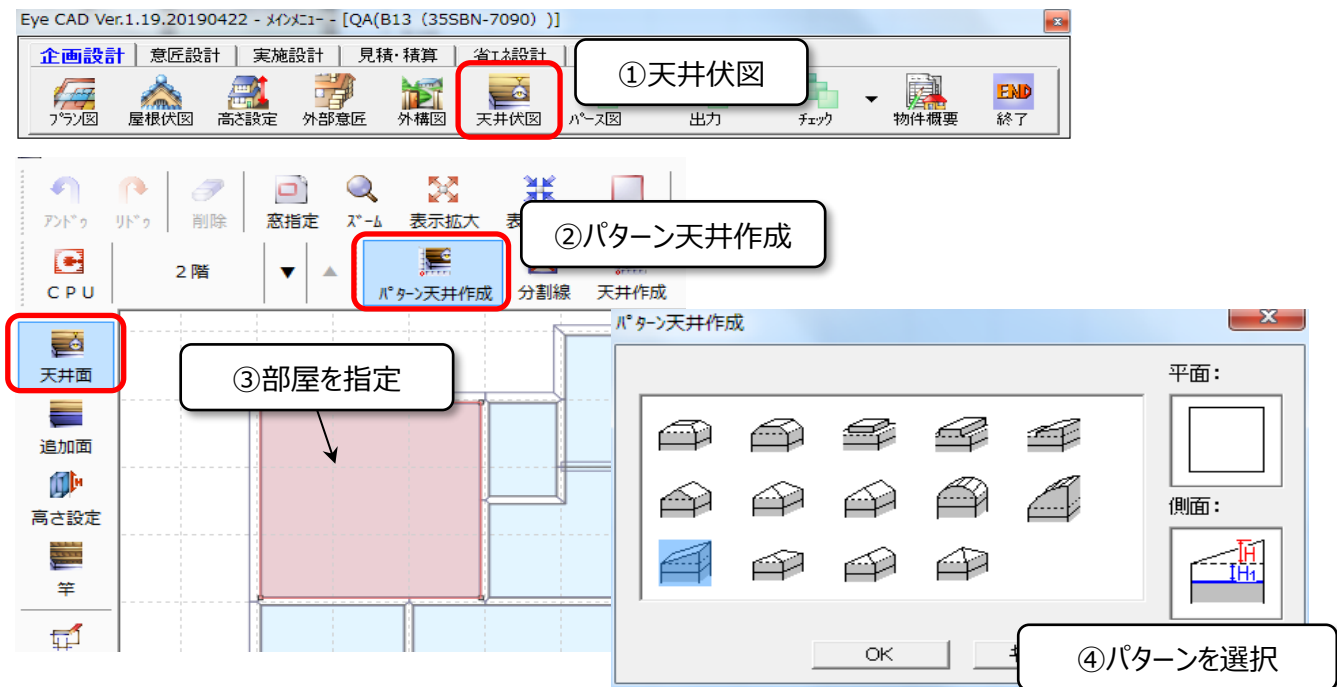 Eye CAD Ver.1.19.20190422 - ﾒｲﾝﾒﾆｭｰ - [QA(B13（35SBN-7090）)]
企画設計 意匠設計 実施設計 見積･積算 省ｴﾈ設計
①天井伏図
ﾌﾟﾗﾝ図 屋根伏図 高さ設定 外部意匠 外構図 天井伏図 ﾊﾟｰｽ図 出力 ﾁｪｯｸ 物件概要 終了
END
ｱﾝﾄﾞｩ ﾘﾄﾞｩ 削除 窓指定 ｽﾞｰﾑ 表示拡大 表
②パターン天井作成
CPU 2階 ﾊﾟﾀｰﾝ天井作成 分割線 天井作成
天井面
追加面
高さ設定
竿
③部屋を指定
ﾊﾟﾀｰﾝ天井作成
平面：
側面：
H
H1
OK
④パターンを選択